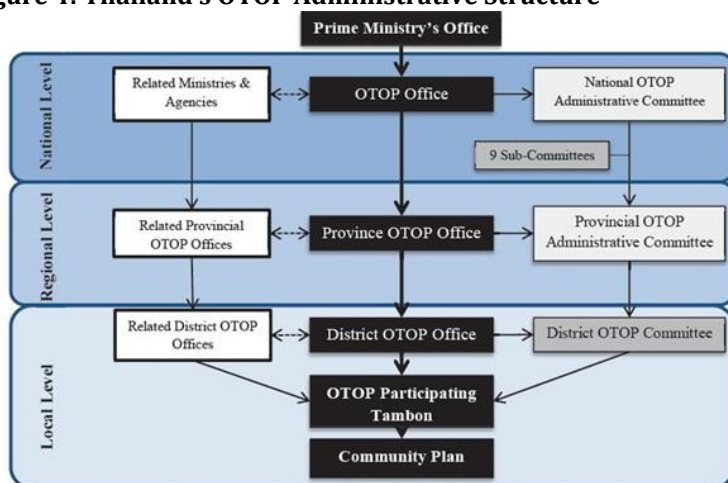 Prime Ministry's Office
National Level
Related Ministries &
Agencies
OTOP Office
National OTOP
Administrative Committee
9 Sub-Committees
Regional Level
Related Provincial
OTOP Offices
Province OTOP Office
Provincial OTOP
Administrative Committee
Local Level
Related District OTOP
Offices
District OTOP Office
District OTOP Committee
OTOP Participating
Tambon
Community Plan